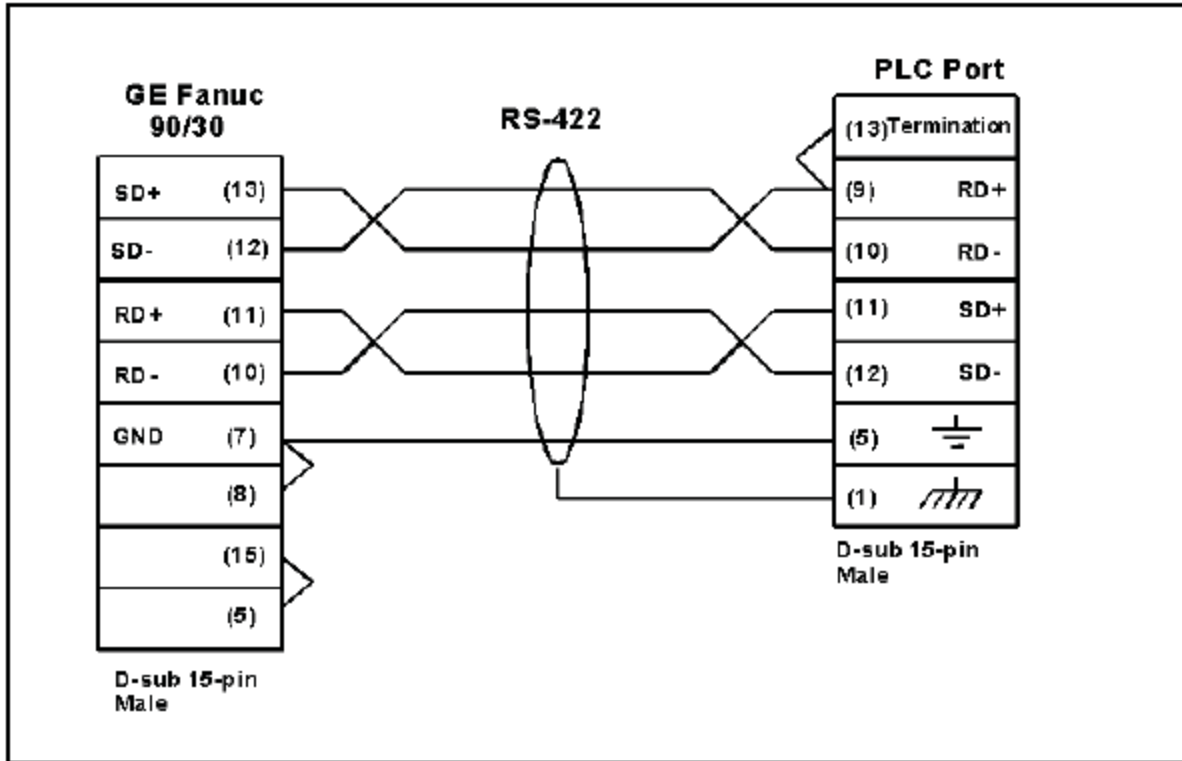 GE Fanuc
90/30
RS-422
PLC Port
SD+ (13)
SD- (12)
RD+ (11)
RD- (10)
GND (7)
(8)
(15)
(5)
D-sub 15-pin
Male
(13)Termination
(9) RD+
(10) RD-
(11) SD+
(12) SD-
(5)
(1)
D-sub 15-pin
Male